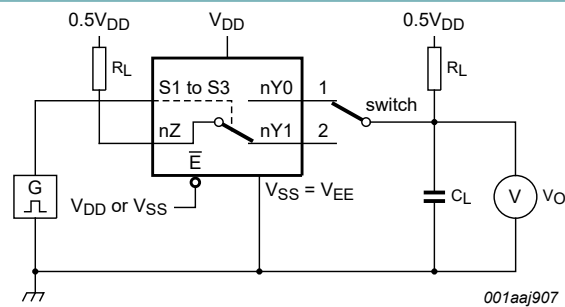 0.5VDD VDD 0.5VDD
RL RL
S1 to S3 nY0 1
switch
nZ nY1 2
E
G VDD or VSS VSS = VEE CL V VO
001aaj907